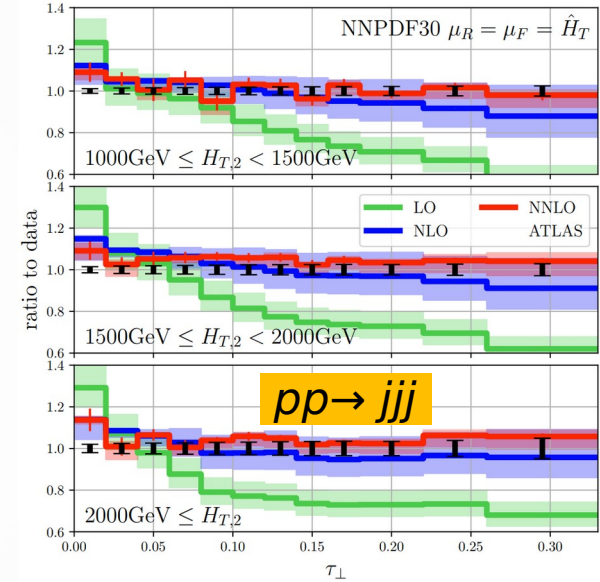 NNPDF30 μ_R = μ_F = Ĥ_T
1.4
1.2
1.0
0.8
0.6
1000GeV ≤ H_{T,2} < 1500GeV
1.4
1.2
1.0
0.8
0.6
LO
NLO
NNLO
ATLAS
ratio to data
1500GeV ≤ H_{T,2} < 2000GeV
1.4
1.2
1.0
0.8
0.6
pp→ jjj
2000GeV ≤ H_{T,2}
0.00 0.05 0.10 0.15 0.20 0.25 0.30
τ_⊥